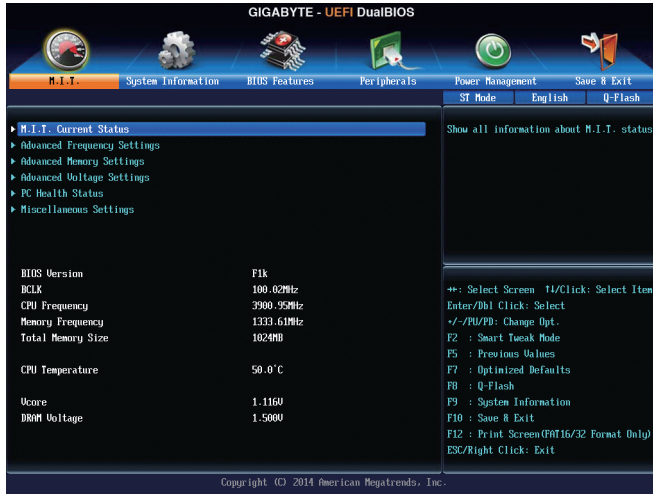 GIGABYTE - UEFI DualBIOS
M.I.T. System Information BIOS Features Peripherals Power Management Save & Exit
ST Mode English Q-Flash
M.I.T. Current Status
Advanced Frequency Settings
Advanced Memory Settings
Advanced Voltage Settings
PC Health Status
Miscellaneous Settings
BIOS Version F1k
BCLK 100.02MHz
CPU Frequency 3900.95MHz
Memory Frequency 1333.61MHz
Total Memory Size 1024MB
CPU Temperature 50.0°C
Vcore 1.116V
DRAM Voltage 1.500V
Show all information about M.I.T. status
↔: Select Screen ↑↓/Click: Select Item
Enter/Dbl Click: Select
+/-/PU/PD: Change Opt.
F2 : Smart Tweak Mode
F5 : Previous Values
F7 : Optimized Defaults
F8 : Q-Flash
F9 : System Information
F10 : Save & Exit
F12 : Print Screen(FAT16/32 Format Only)
ESC/Right Click: Exit
Copyright (C) 2014 American Megatrends, Inc.